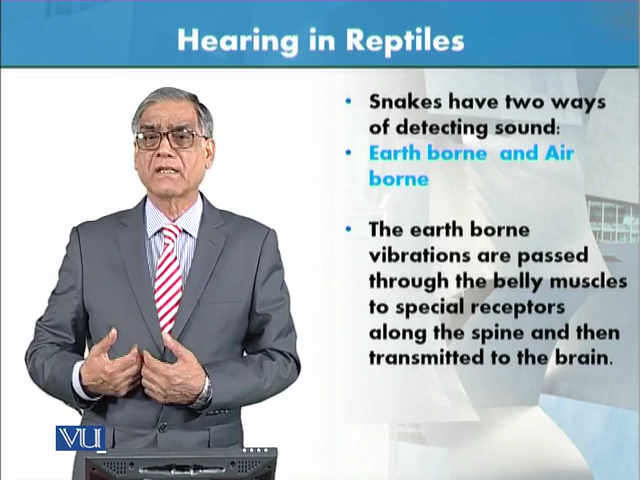 Hearing in Reptiles
• Snakes have two ways
of detecting sound:
• Earth borne and Air
borne
• The earth borne
vibrations are passed
through the belly muscles
to special receptors
along the spine and then
transmitted to the brain.
VU